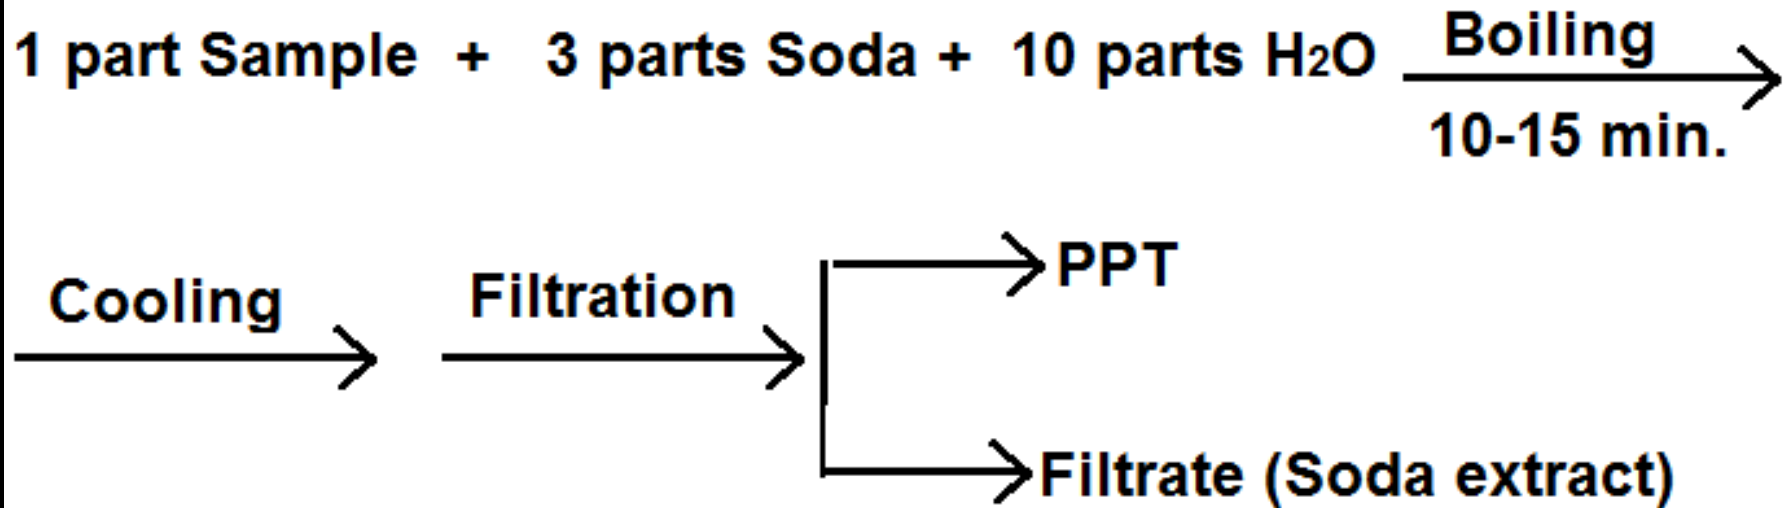 1 part Sample + 3 parts Soda + 10 parts H₂O Boiling
10-15 min.
Cooling Filtration PPT
Filtrate (Soda extract)